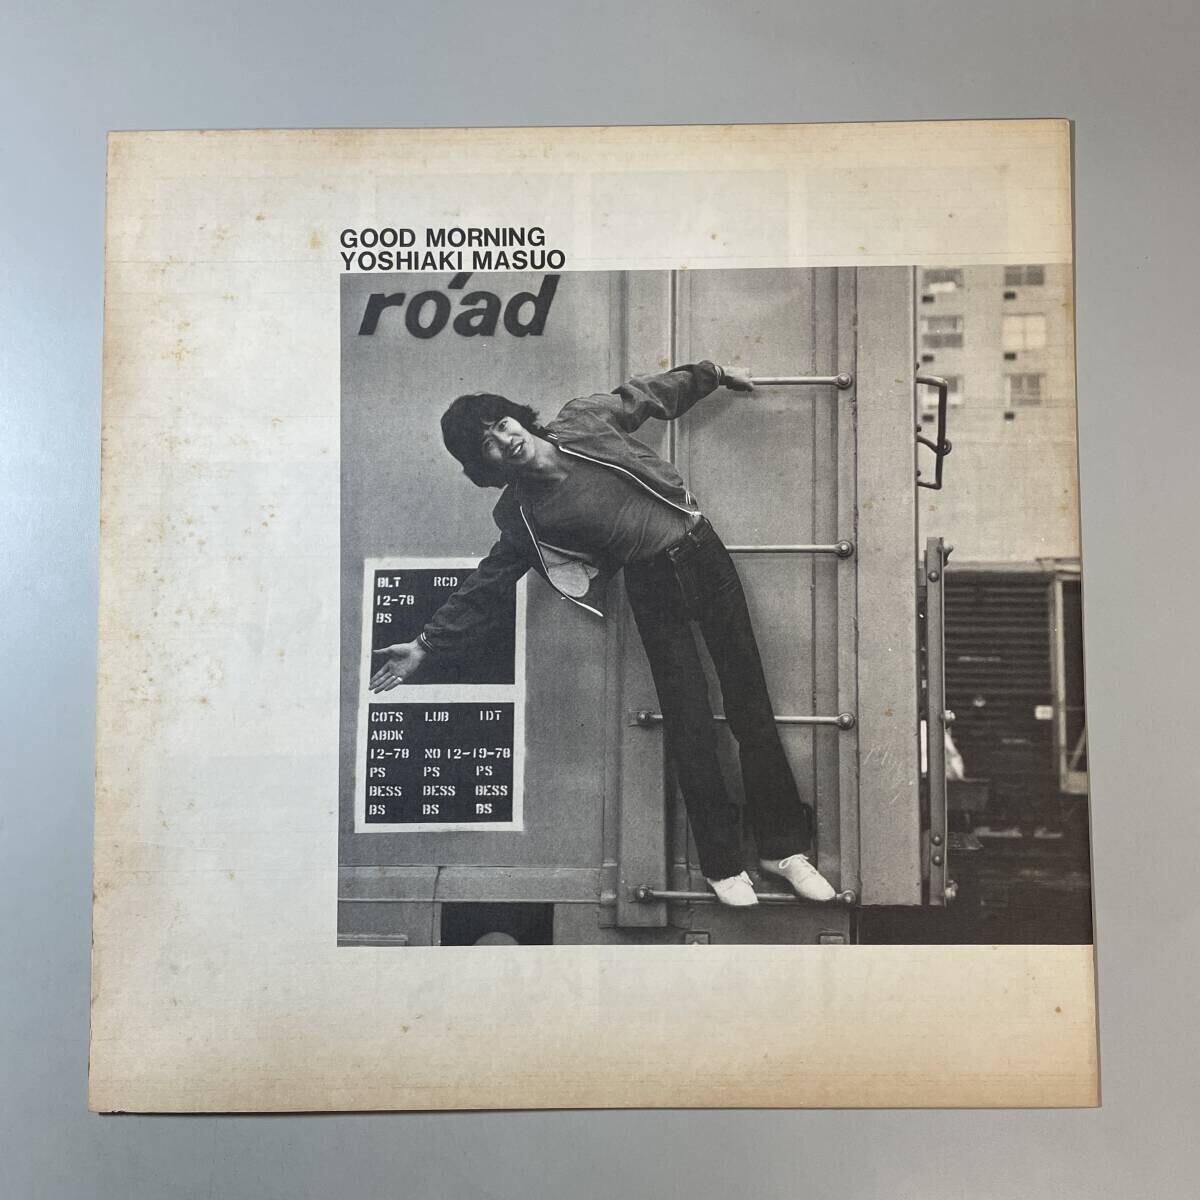 GOOD MORNING
YOSHIAKI MASUO
road
BLT RCD
12-78
BS
COTS LUB IDT
ABDW
12-78 NO 12-19-78
PS PS PS
BESS BESS BESS
BS BS BS